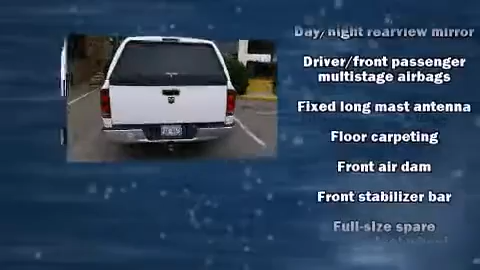 Day/night rearview mirror
Driver/front passenger
multistage airbags
Fixed long mast antenna
Floor carpeting
Front air dam
Front stabilizer bar
Full-size spare